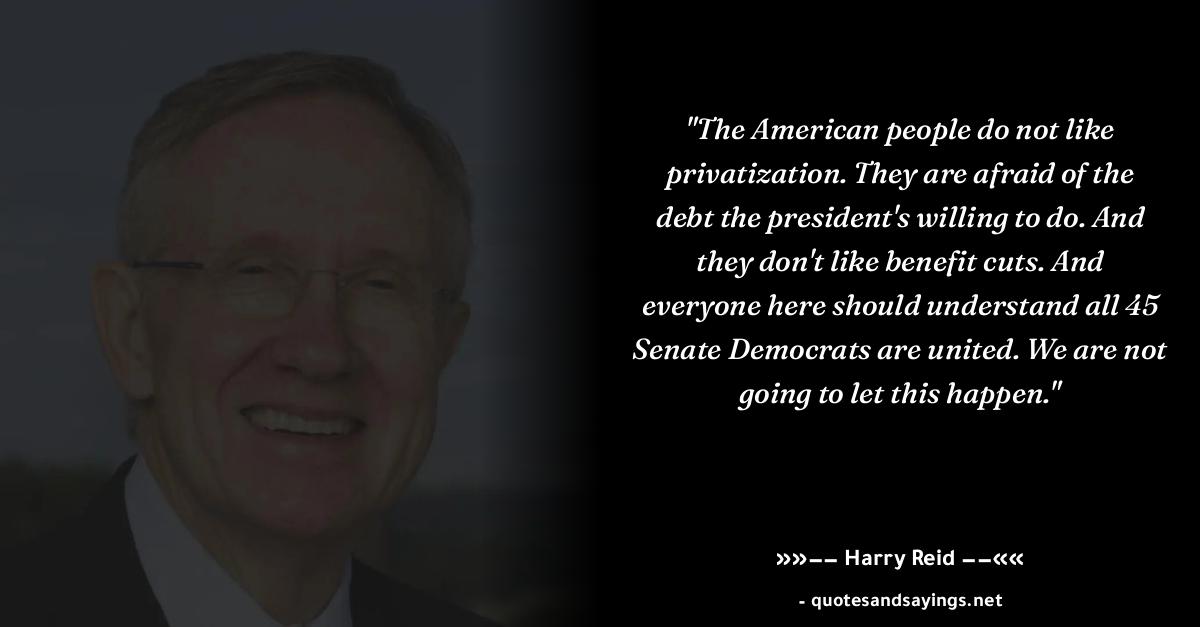 "The American people do not like
privatization. They are afraid of the
debt the president's willing to do. And
they don't like benefit cuts. And
everyone here should understand all 45
Senate Democrats are united. We are not
going to let this happen."
»»−− Harry Reid −−««
- quotesandsayings.net